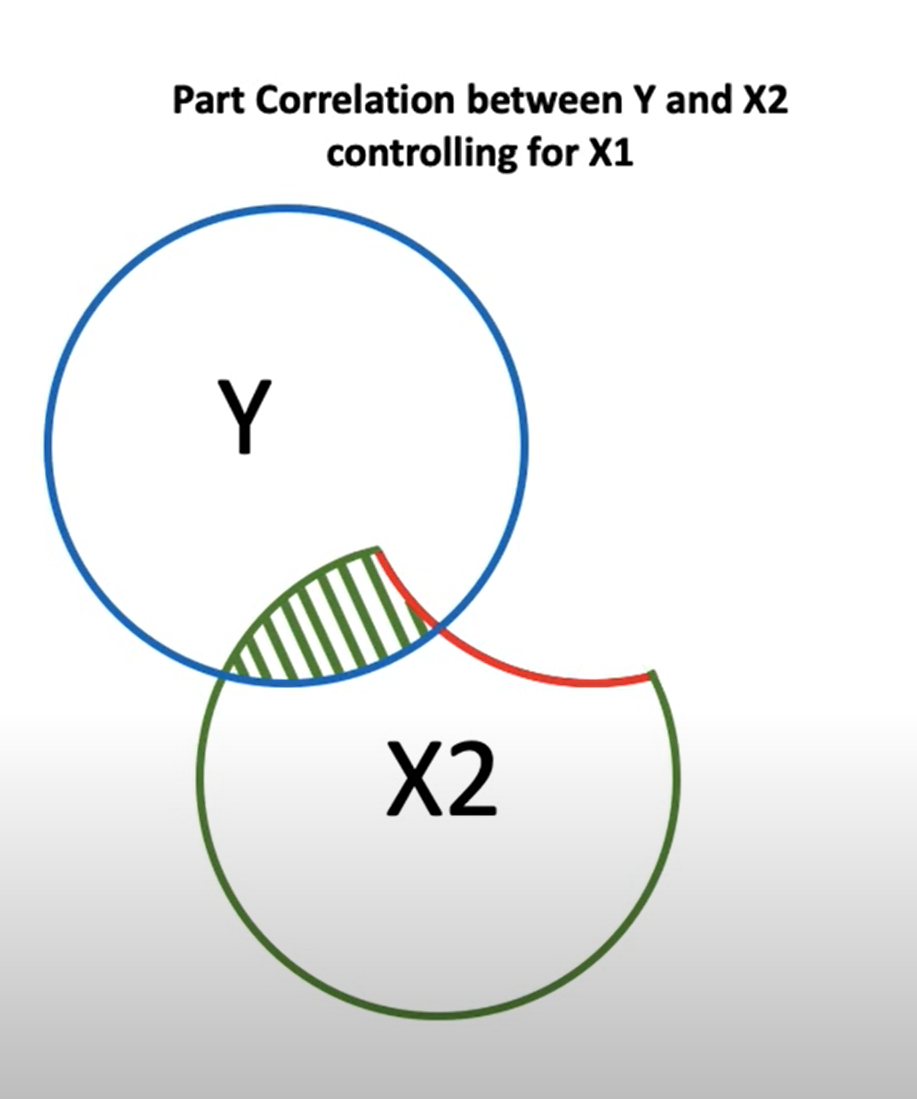 Part Correlation between Y and X2
controlling for X1
Y
X2